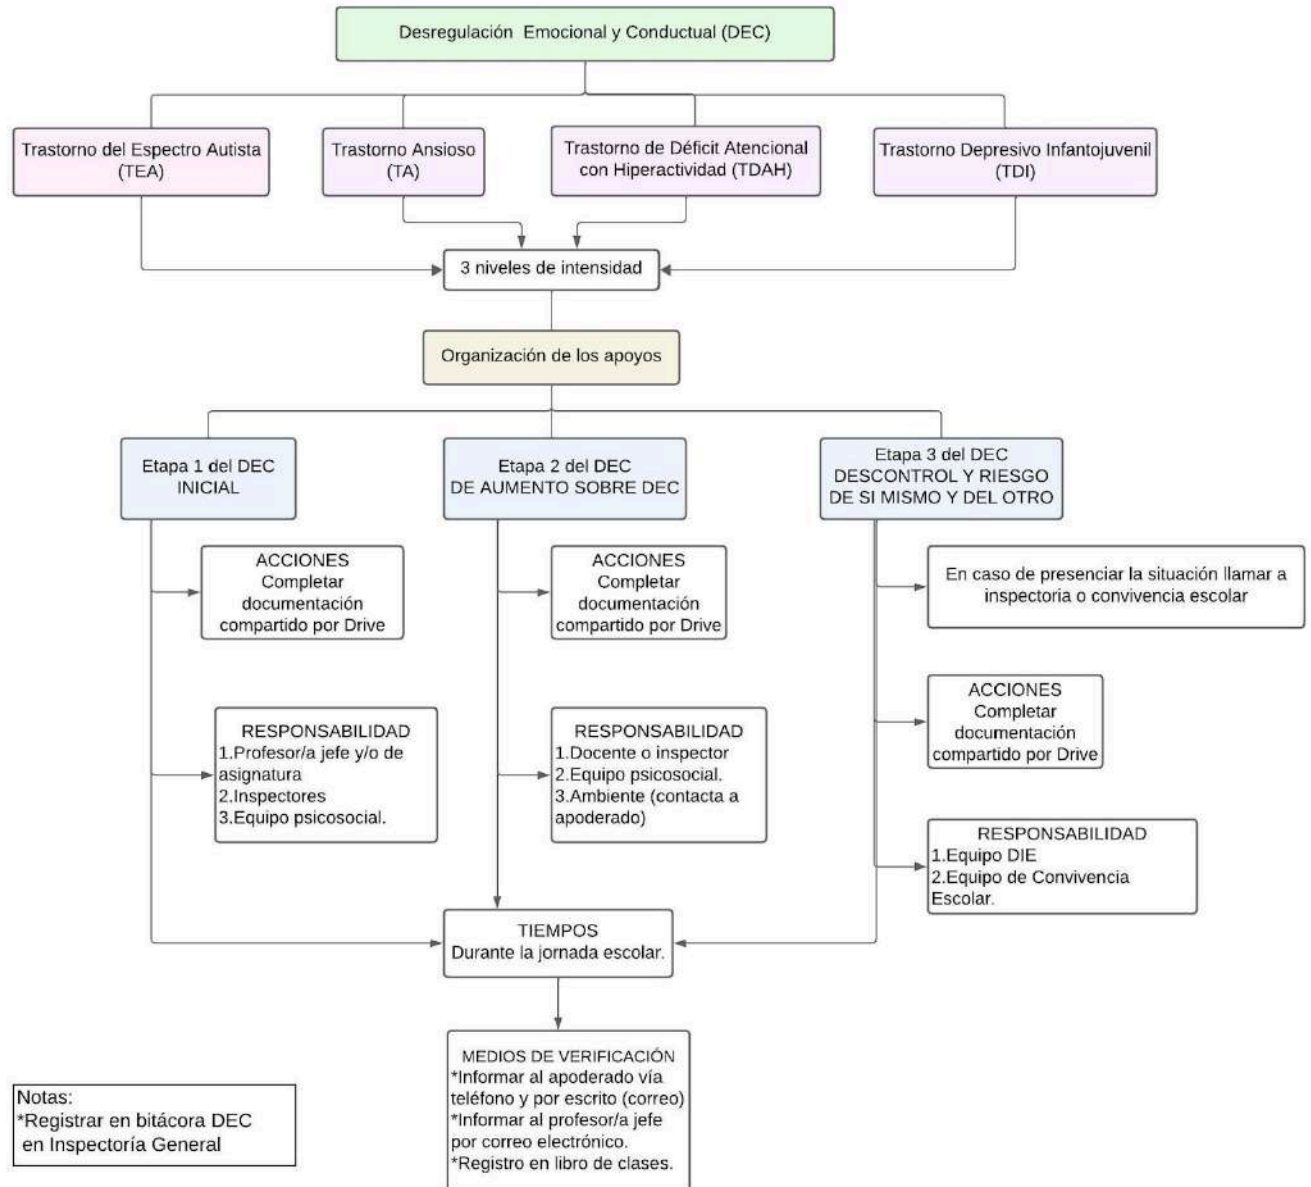 Desregulación Emocional y Conductual (DEC)
Trastorno del Espectro Autista
(TEA)
Trastorno Ansioso
(TA)
Trastorno de Déficit Atencional
con Hiperactividad (TDAH)
Trastorno Depresivo Infantojuvenil
(TDI)
3 niveles de intensidad
Organización de los apoyos
Etapa 1 del DEC
INICIAL
Etapa 2 del DEC
DE AUMENTO SOBRE DEC
Etapa 3 del DEC
DESCONTROL Y RIESGO
DE SI MISMO Y DEL OTRO
ACCIONES
Completar
documentación
compartido por Drive
ACCIONES
Completar
documentación
compartido por Drive
En caso de presenciar la situación llamar a
inspectoria o convivencia escolar
ACCIONES
Completar
documentación
compartido por Drive
RESPONSABILIDAD
1.Profesor/a jefe y/o de
asignatura
2.Inspectores
3.Equipo psicosocial.
RESPONSABILIDAD
1.Docente o inspector
2.Equipo psicosocial.
3.Ambiente (contacta a
apoderado)
RESPONSABILIDAD
1.Equipo DIE
2.Equipo de Convivencia
Escolar.
TIEMPOS
Durante la jornada escolar.
MEDIOS DE VERIFICACIÓN
*Informar al apoderado vía
teléfono y por escrito (correo)
*Informar al profesor/a jefe
por correo electrónico.
*Registro en libro de clases.
Notas:
*Registrar en bitácora DEC
en Inspectoría General